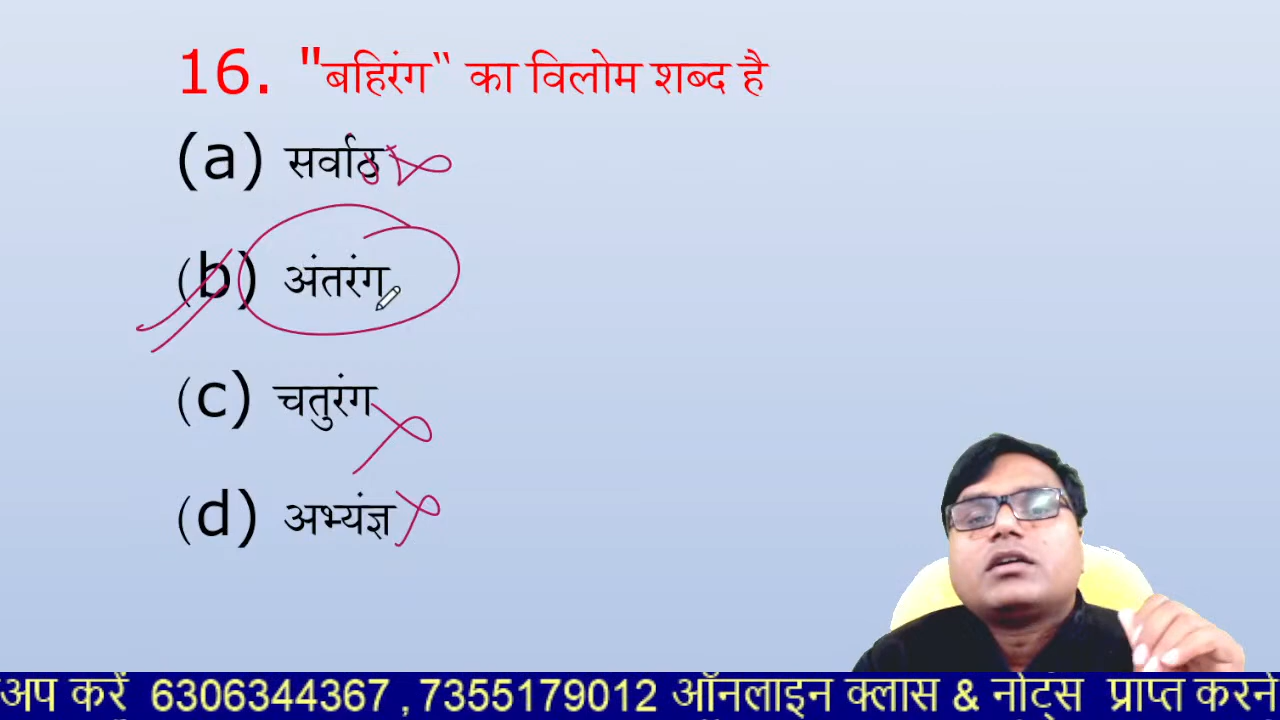 16. "बहिरंग“ का विलोम शब्द है
(a) सर्वाठ
(b) अंतरंग
(c) चतुरंग
(d) अभ्यंज्ञ
अप करें 6306344367 , 7355179012 ऑनलाइन क्लास & नोट्स प्राप्त करने